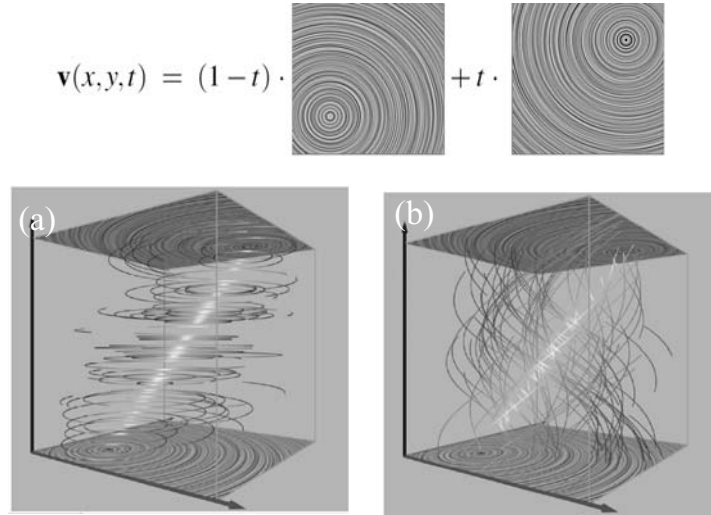 v(x,y,t) = (1−t)· +t·
(a) (b)